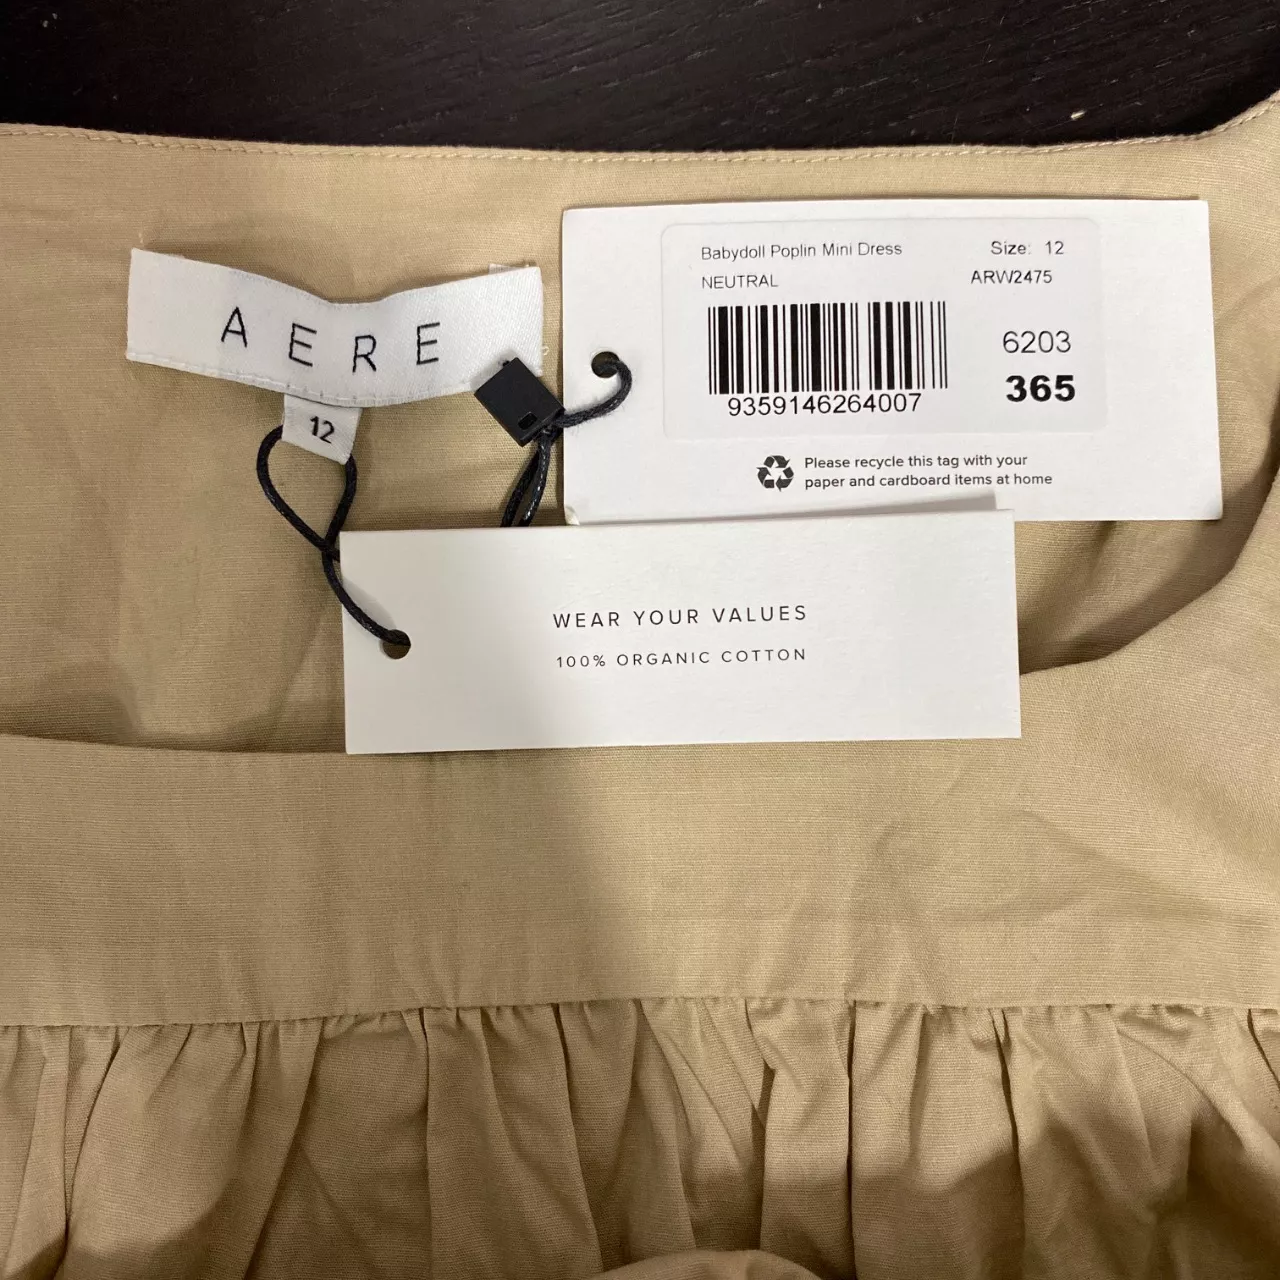 AERE
12
Babydoll Poplin Mini Dress
Size: 12
NEUTRAL
ARW2475
6203
365
9359146264007
Please recycle this tag with your
paper and cardboard items at home
WEAR YOUR VALUES
100% ORGANIC COTTON